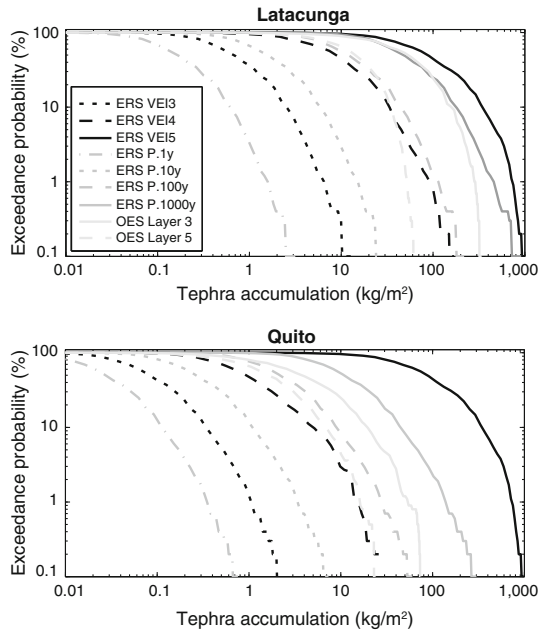 Latacunga
Exceedance probability (%)
100
10
1
0.1
ERS VEI3
ERS VEI4
ERS VEI5
ERS P.1y
ERS P.10y
ERS P.100y
ERS P.1000y
OES Layer 3
OES Layer 5
0.01 0.1 1 10 100 1,000
Tephra accumulation (kg/m²)
Quito
Exceedance probability (%)
100
10
1
0.1
0.01 0.1 1 10 100 1,000
Tephra accumulation (kg/m²)